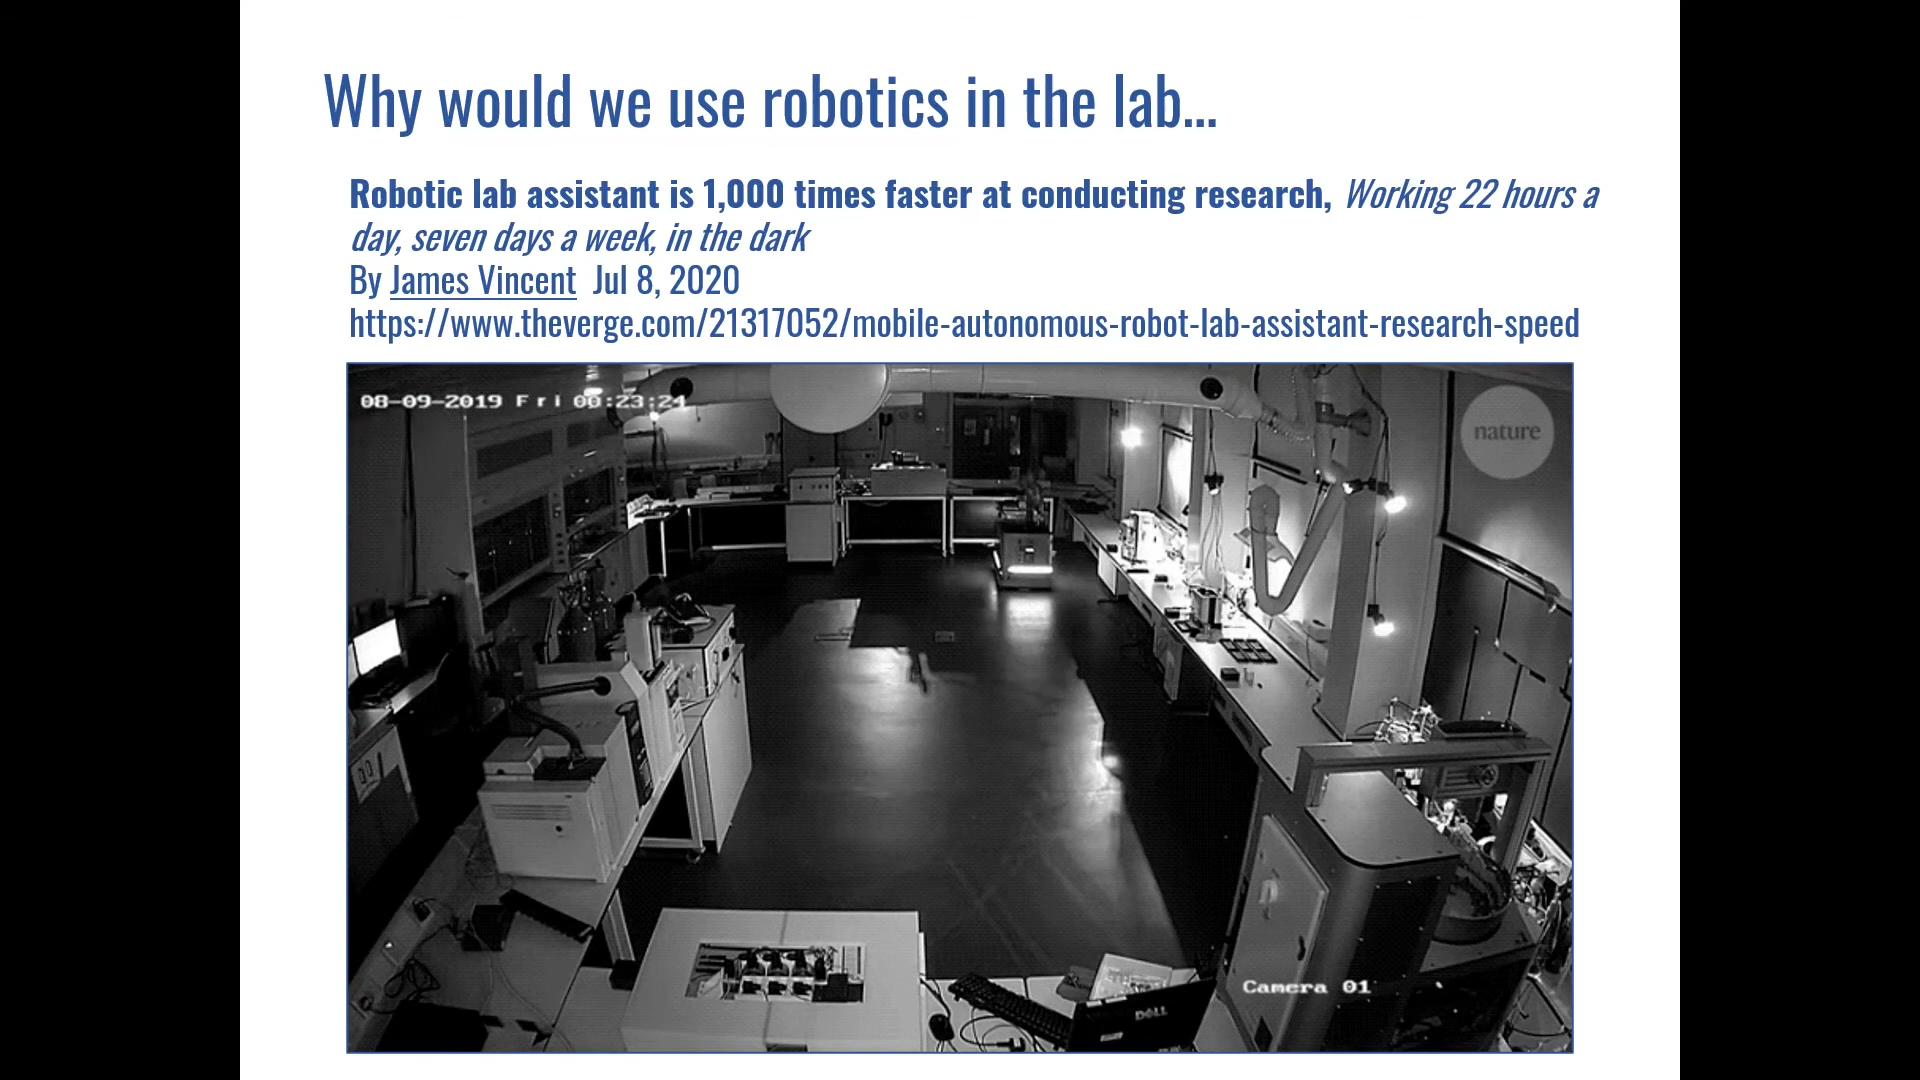 Why would we use robotics in the lab...
Robotic lab assistant is 1,000 times faster at conducting research, Working 22 hours a
day, seven days a week, in the dark
By James Vincent  Jul 8, 2020
https://www.theverge.com/21317052/mobile-autonomous-robot-lab-assistant-research-speed
08-09-2019 Fri 00:23:24
nature
Camera 01
DELL